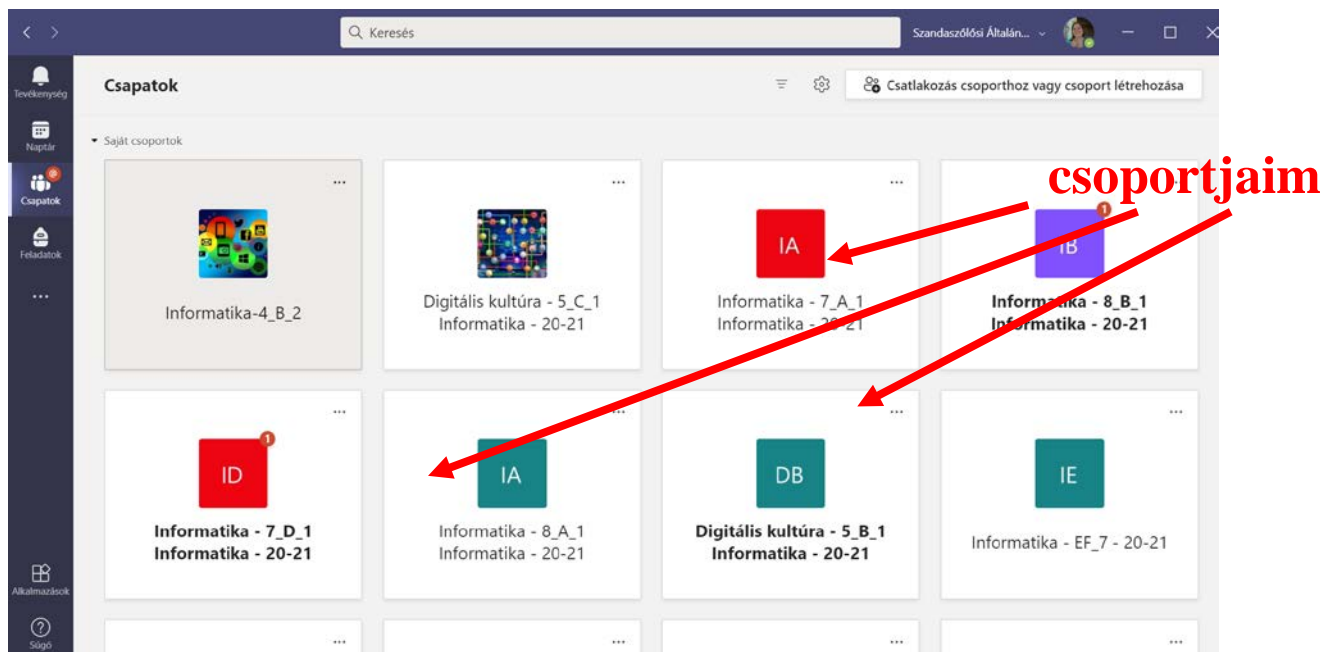 Keresés
Szandaszőlősi Általán...
Tevékenység
Naptár
Csapatok
Feladatok
Alkalmazások
Súgó
Csapatok
Csatlakozás csoporthoz vagy csoport létrehozása
Saját csoportok
csoportjaim
Informatika-4_B_2
Digitális kultúra - 5_C_1
Informatika - 20-21
IA
Informatika - 7_A_1
Informatika - 20-21
1
IB
Informatika - 8_B_1
Informatika - 20-21
1
ID
Informatika - 7_D_1
Informatika - 20-21
IA
Informatika - 8_A_1
Informatika - 20-21
DB
Digitális kultúra - 5_B_1
Informatika - 20-21
IE
Informatika - EF_7 - 20-21